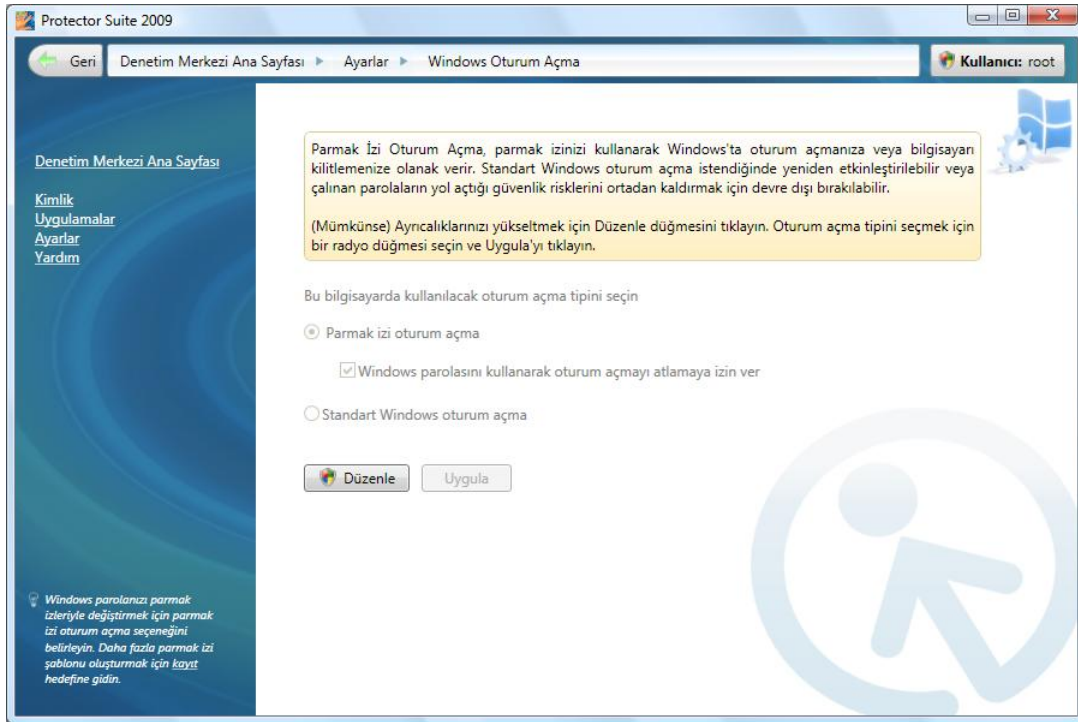 Protector Suite 2009
Geri
Denetim Merkezi Ana Sayfası
Ayarlar
Windows Oturum Açma
Kullanıcı: root
Denetim Merkezi Ana Sayfası
Kimlik
Uygulamalar
Ayarlar
Yardım
Parmak İzi Oturum Açma, parmak izinizi kullanarak Windows'ta oturum açmanıza veya bilgisayarı
kilitlemenize olanak verir. Standart Windows oturum açma istendiğinde yeniden etkinleştirilebilir veya
çalınan parolaların yol açtığı güvenlik risklerini ortadan kaldırmak için devre dışı bırakılabilir.
(Mümkünse) Ayrıcalıklarınızı yükseltmek için Düzenle düğmesini tıklayın. Oturum açma tipini seçmek için
bir radyo düğmesi seçin ve Uygula'yı tıklayın.
Bu bilgisayarda kullanılacak oturum açma tipini seçin
Parmak izi oturum açma
Windows parolasını kullanarak oturum açmayı atlamaya izin ver
Standart Windows oturum açma
Düzenle
Uygula
Windows parolanızı parmak
izleriyle değiştirmek için parmak
izi oturum açma seçeneğini
belirleyin. Daha fazla parmak izi
şablonu oluşturmak için kayıt
hedefine gidin.